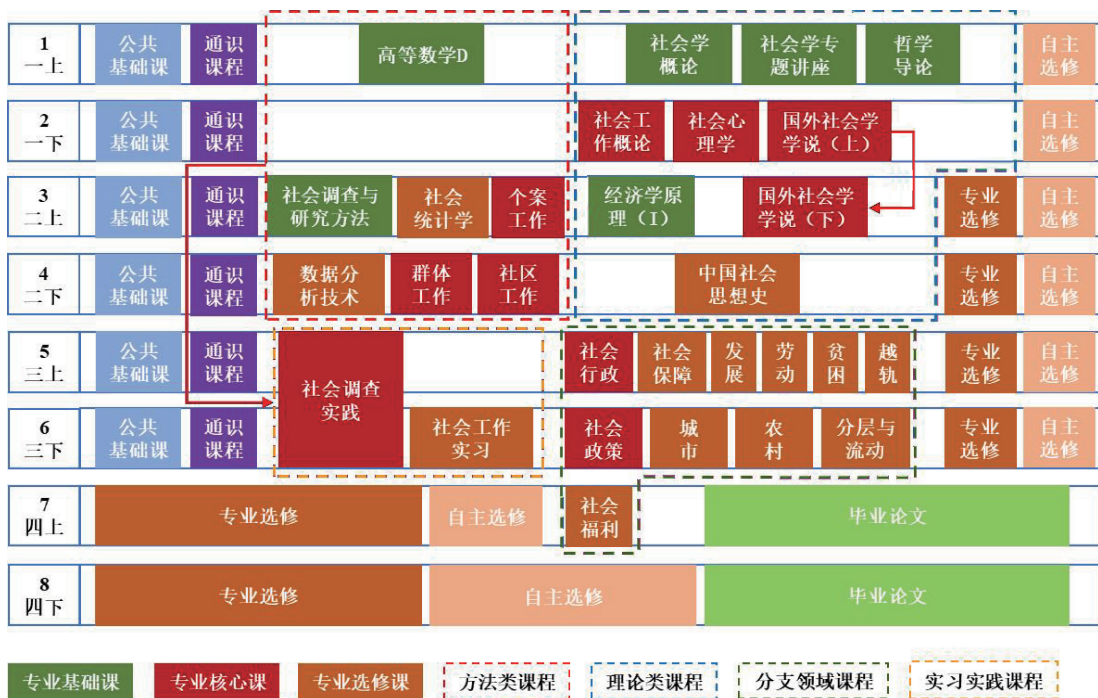 1
一上
公共
基础课
通识
课程
高等数学D
社会学
概论
社会学专
题讲座
哲学
导论
自主
选修
2
一下
公共
基础课
通识
课程
社会工
作概论
社会心
理学
国外社会学
学说（上）
自主
选修
3
二上
公共
基础课
通识
课程
社会调查与
研究方法
社会
统计学
个案
工作
经济学原
理（I）
国外社会学
学说（下）
专业
选修
自主
选修
4
二下
公共
基础课
通识
课程
数据分
析技术
群体
工作
社区
工作
中国社会
思想史
专业
选修
自主
选修
5
三上
公共
基础课
通识
课程
社会调查
实践
社会
行政
社会
保障
发
展
劳
动
贫
困
越
轨
专业
选修
自主
选修
6
三下
公共
基础课
通识
课程
社会工作
实习
社会
政策
城
市
农
村
分层与
流动
专业
选修
自主
选修
7
四上
专业选修
自主选修
社会
福利
毕业论文
8
四下
专业选修
自主选修
毕业论文
专业基础课
专业核心课
专业选修课
方法类课程
理论类课程
分支领域课程
实习实践课程